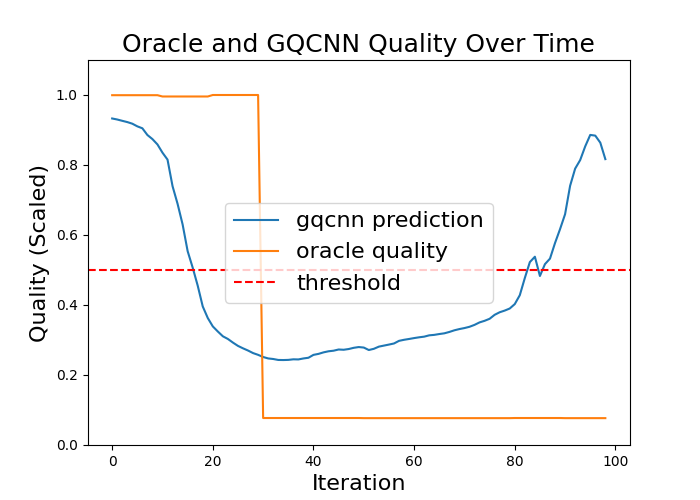 Oracle and GQCNN Quality Over Time
Quality (Scaled)
1.0
0.8
0.6
0.4
0.2
0.0
gqcnn prediction
oracle quality
threshold
0 20 40 60 80 100
Iteration